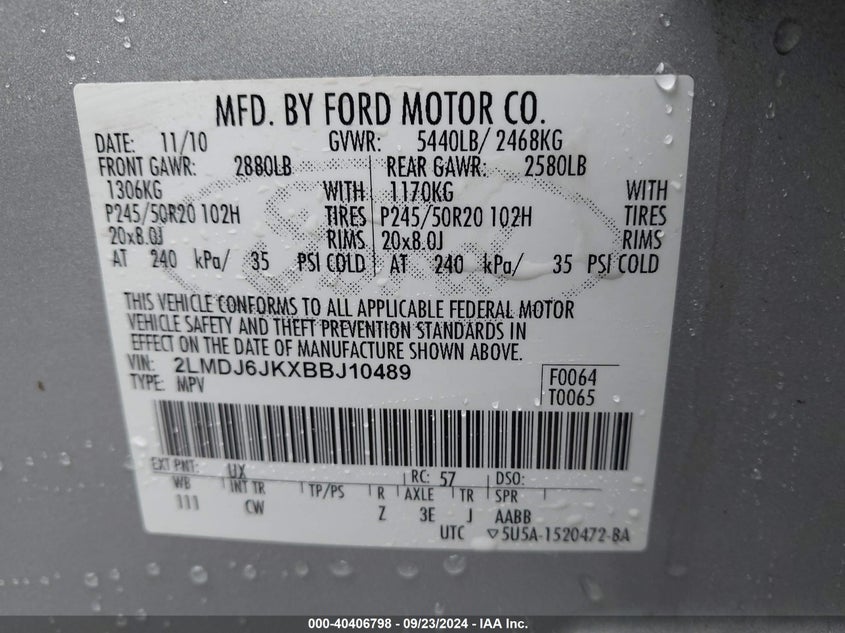 MFD. BY FORD MOTOR CO.
DATE: 11/10 GVWR: 5440LB/ 2468KG
FRONT GAWR: 2880LB REAR GAWR: 2580LB
1306KG WITH 1170KG WITH
P245/50R20 102H TIRES P245/50R20 102H TIRES
20x8.0J RIMS 20x8.0J RIMS
AT 240 kPa/ 35 PSI COLD AT 240 kPa/ 35 PSI COLD
THIS VEHICLE CONFORMS TO ALL APPLICABLE FEDERAL MOTOR
VEHICLE SAFETY AND THEFT PREVENTION STANDARDS IN
EFFECT ON THE DATE OF MANUFACTURE SHOWN ABOVE.
VIN: 2LMDJ6JKXBBJ10489 F0064
TYPE: MPV T0065
EXT PNT: UX RC: 57 DSO:
WB INT TR TP/PS R AXLE TR SPR
111 CW Z 3E J AABB
UTC ▽5U5A-1520472-BA
000-40406798 - 09/23/2024 - IAA Inc.